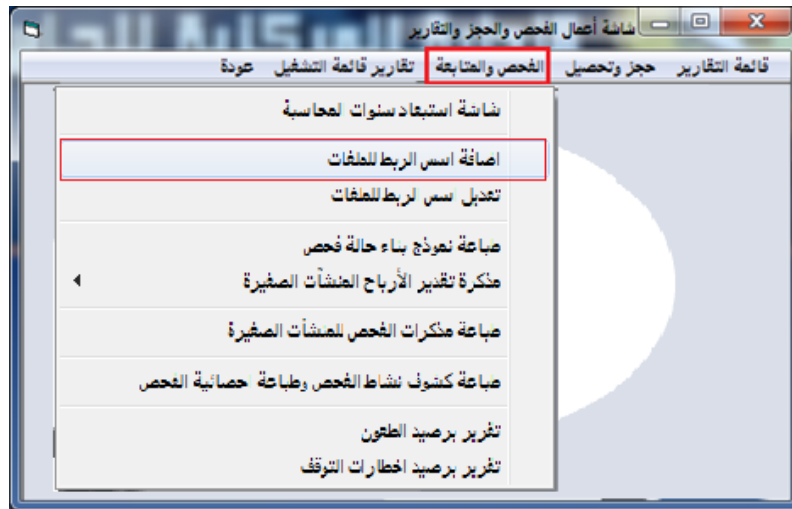 شاشة أعمال الفحص والحجز والتقارير
قائمة التقارير حجز وتحصيل الفحص والمتابعة تقارير قائمة التشغيل عودة
شاشة استبعاد سنوات المحاسبة
اضافة اسس الربط للملفات
تعديل اسس الربط للملفات
طباعة نموذج بناء حالة فحص
مذكرة تقدير الأرباح المنشآت الصغيرة
طباعة مذكرات الفحص للمنشآت الصغيرة
طباعة كشوف نشاط الفحص وطباعة احصائية الفحص
تقرير برصيد الطعون
تقرير برصيد اخطارات التوقف